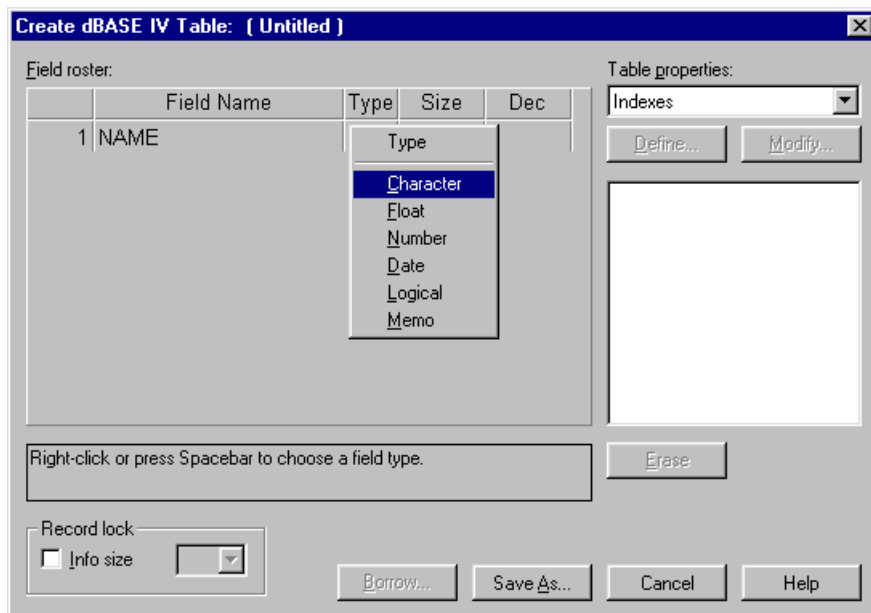 Create dBASE IV Table: ( Untitled )
Field roster:
Table properties:
Field Name Type Size Dec
Indexes
1 NAME
Define... Modify...
Type
Character
Float
Number
Date
Logical
Memo
Right-click or press Spacebar to choose a field type.
Erase
Record lock
Info size
Borrow... Save As... Cancel Help